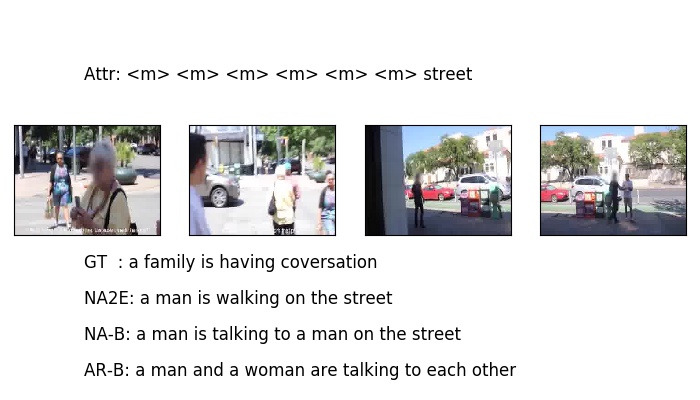 Attr: <m> <m> <m> <m> <m> <m> street
GT : a family is having coversation
NA2E: a man is walking on the street
NA-B: a man is talking to a man on the street
AR-B: a man and a woman are talking to each other